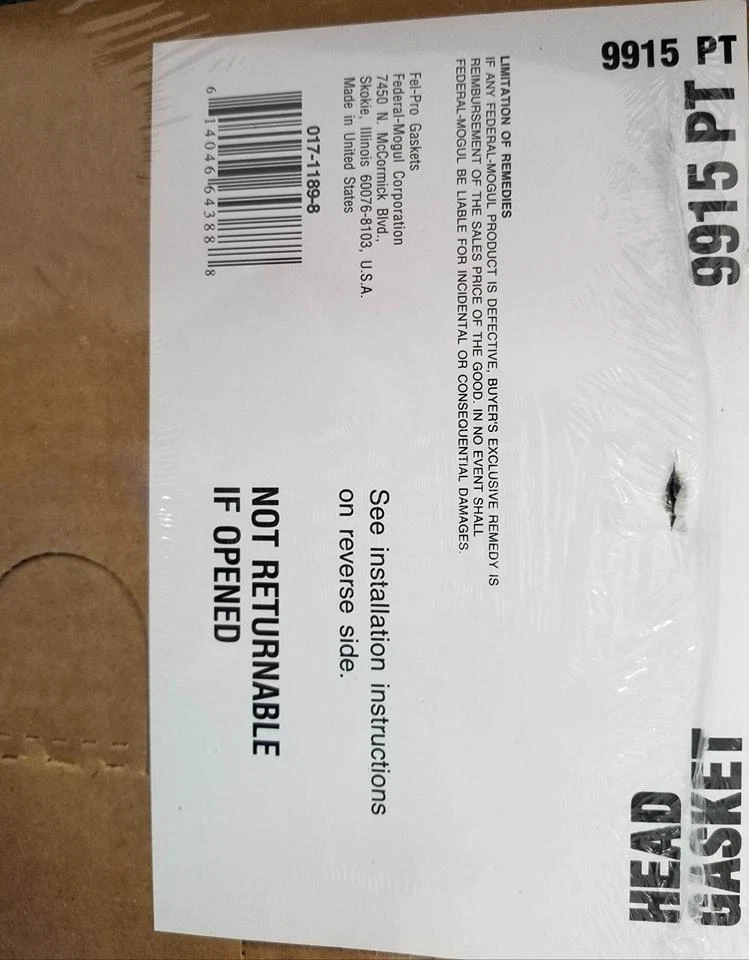 9915 PT
9915 PT
HEAD
GASKET
LIMITATION OF REMEDIES
IF ANY FEDERAL-MOGUL PRODUCT IS DEFECTIVE, BUYER'S EXCLUSIVE REMEDY IS
REIMBURSEMENT OF THE SALES PRICE OF THE GOOD. IN NO EVENT SHALL
FEDERAL-MOGUL BE LIABLE FOR INCIDENTAL OR CONSEQUENTIAL DAMAGES.
Fel-Pro Gaskets
Federal-Mogul Corporation
7450 N. McCormick Blvd.,
Skokie, Illinois 60076-8103, U.S.A.
Made in United States
See installation instructions
on reverse side.
017-1189-8
6 14046 64388 8
NOT RETURNABLE
IF OPENED